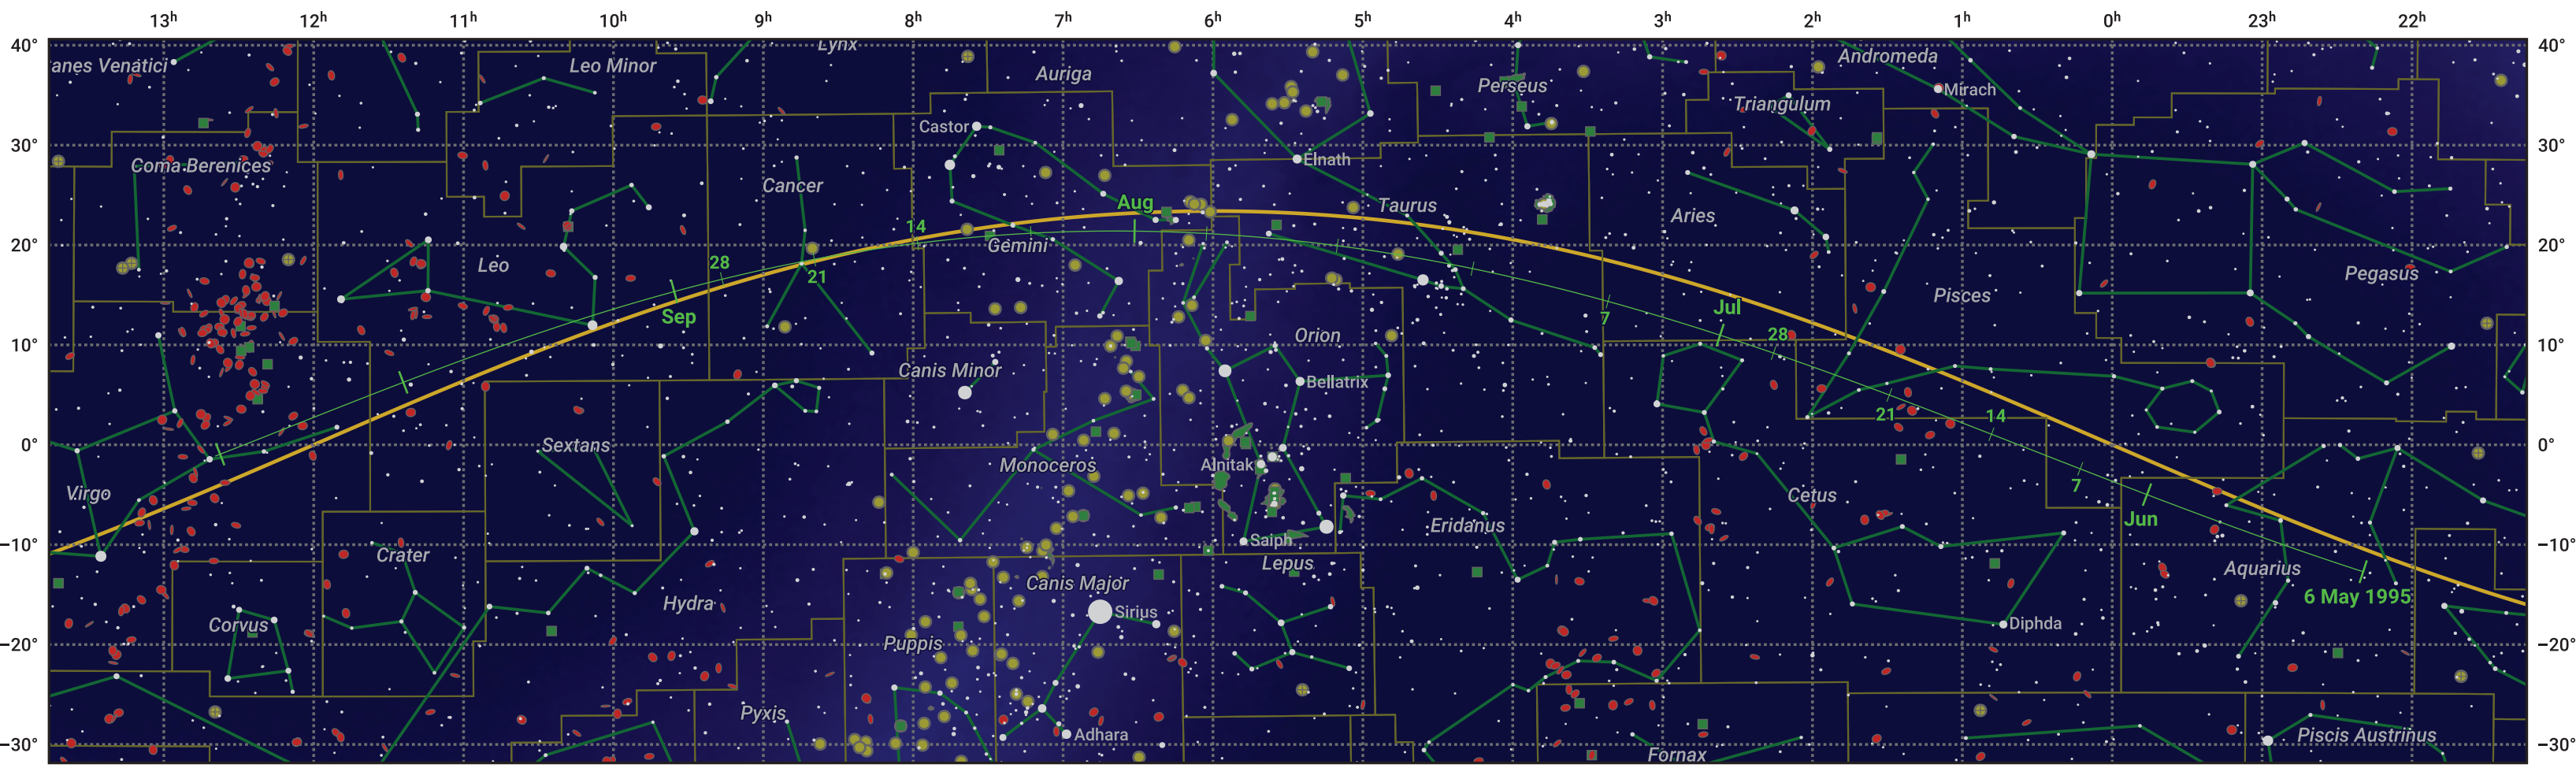 13h 12h 11h 10h 9h 8h 7h 6h 5h 4h 3h 2h 1h 0h 23h 22h
40° Lynx 40°
anes Venatici Leo Minor Auriga Perseus Andromeda
Mirach
Triangulum
Castor
30° Coma Berenices Elnath 30°
Cancer Aug Taurus Aries
20° 14 Gemini 20°
Leo 28 21 Pegasus
Sep 7 Jul Pisces
10° Orion 28 10°
Canis Minor Bellatrix
21 14
0° Sextans 0°
Virgo Monoceros Alnitak Cetus 7
Eridanus Jun
−10° Crater Saiph −10°
Canis Major Lepus Aquarius
Hydra Sirius 6 May 1995
Corvus Diphda
−20° Puppis −20°
Pyxis
Adhara Piscis Austrinus
−30° Fornax −30°